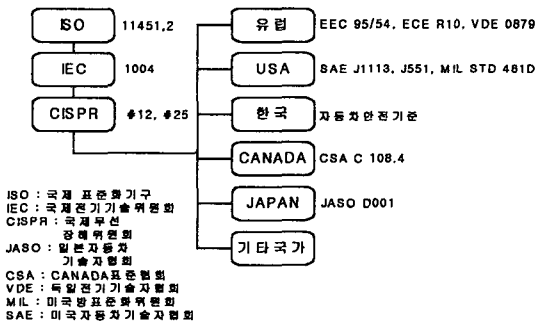 ISO 11451,2
IEC 1004
CISPR #12, #25
유럽 EEC 95/54, ECE R10, VDE 0879
USA SAE J1113, J551, MIL STD 481D
한국 자동차안전기준
CANADA CSA C 108.4
JAPAN JASO D001
기타국가
ISO : 국제 표준화기구
IEC : 국제전기기술위원회
CISPR : 국제무선
장해위원회
JASO : 일본자동차
기술자협회
CSA : CANADA표준협회
VDE : 독일전기기술자협회
MIL : 미국방표준화위원회
SAE : 미국자동차기술자협회